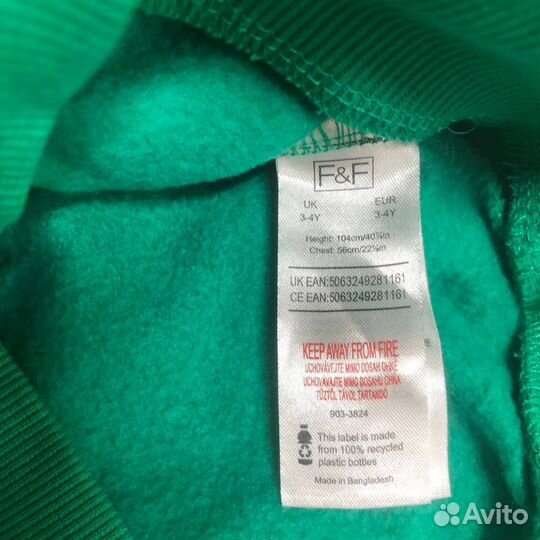 F&F
UK EUR
3-4Y 3-4Y
Height: 104cm/40¾in
Chest: 56cm/22¼in
UK EAN:5063249281161
CE EAN:5063249281161
KEEP AWAY FROM FIRE
UCHOVÁVEJTE MIMO DOSAH OHNĚ
UCHOVÁVAJTE MIMO DOSAHU OHŇA
TŰZTŐL TÁVOL TARTANDÓ
903-3824
This label is made
from 100% recycled
plastic bottles
Made in Bangladesh
Avito